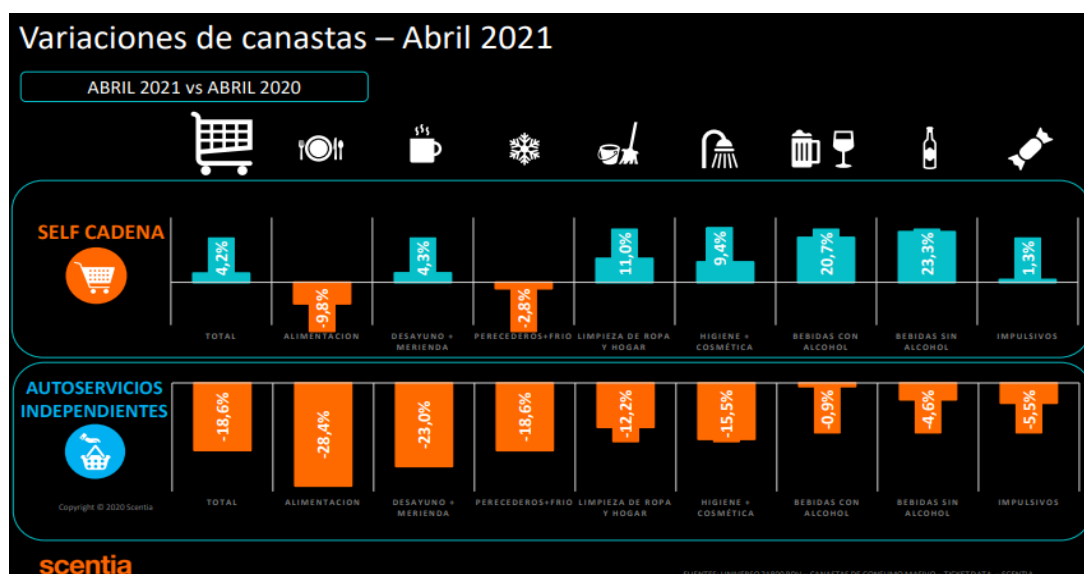 Variaciones de canastas – Abril 2021
ABRIL 2021 vs ABRIL 2020
SELF CADENA
4,2%
-9,8%
4,3%
-2,8%
11,0%
9,4%
20,7%
23,3%
1,3%
TOTAL
ALIMENTACION
DESAYUNO +
MERIENDA
PERECEDEROS+FRIO
LIMPIEZA DE ROPA
Y HOGAR
HIGIENE +
COSMÉTICA
BEBIDAS CON
ALCOHOL
BEBIDAS SIN
ALCOHOL
IMPULSIVOS
AUTOSERVICIOS
INDEPENDIENTES
-18,6%
-28,4%
-23,0%
-18,6%
-12,2%
-15,5%
-0,9%
-4,6%
-5,5%
TOTAL
ALIMENTACION
DESAYUNO +
MERIENDA
PERECEDEROS+FRIO
LIMPIEZA DE ROPA
Y HOGAR
HIGIENE +
COSMÉTICA
BEBIDAS CON
ALCOHOL
BEBIDAS SIN
ALCOHOL
IMPULSIVOS
Copyright © 2020 Scentia
scentia